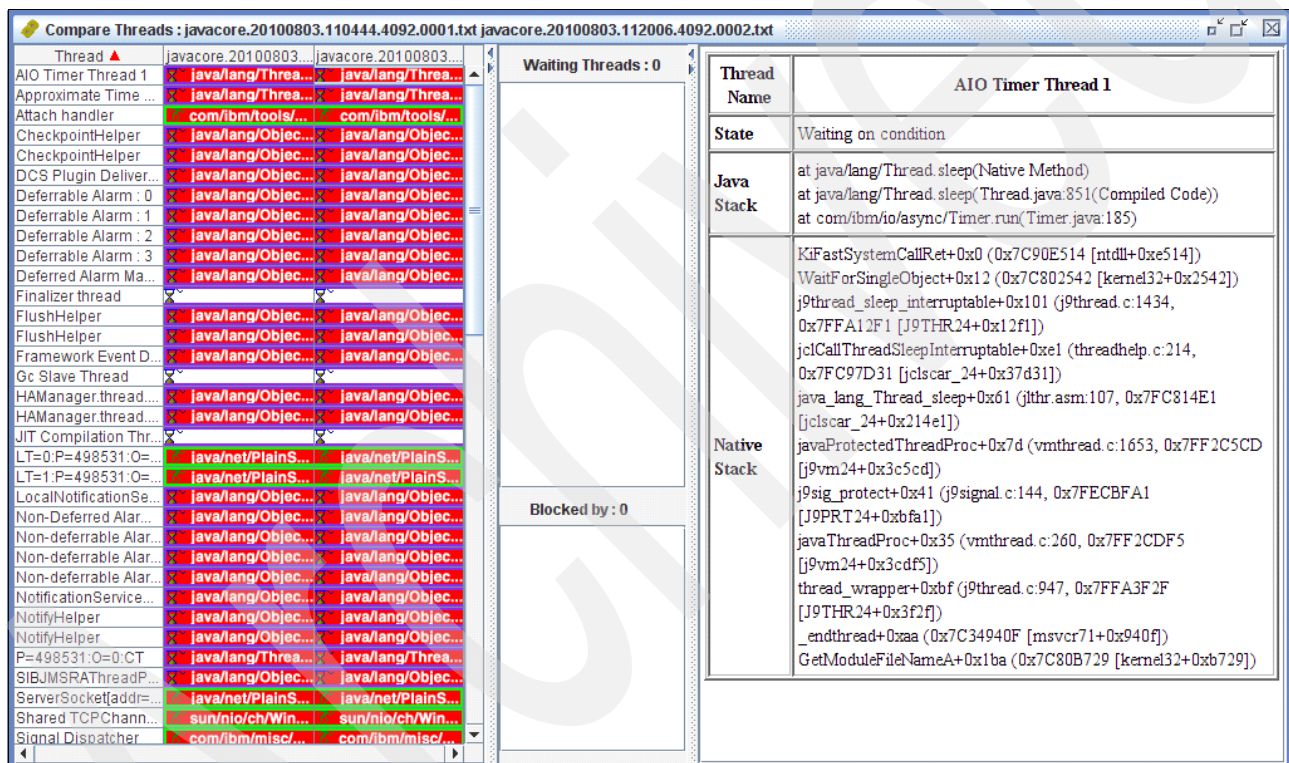 Compare Threads : javacore.20100803.110444.4092.0001.txt javacore.20100803.112006.4092.0002.txt
Thread javacore.20100803.... javacore.20100803....
AIO Timer Thread 1 java/lang/Threa... java/lang/Threa...
Approximate Time ... java/lang/Threa... java/lang/Threa...
Attach handler com/ibm/tools/... com/ibm/tools/...
CheckpointHelper java/lang/Objec... java/lang/Objec...
CheckpointHelper java/lang/Objec... java/lang/Objec...
DCS Plugin Deliver... java/lang/Objec... java/lang/Objec...
Deferrable Alarm : 0 java/lang/Objec... java/lang/Objec...
Deferrable Alarm : 1 java/lang/Objec... java/lang/Objec...
Deferrable Alarm : 2 java/lang/Objec... java/lang/Objec...
Deferrable Alarm : 3 java/lang/Objec... java/lang/Objec...
Deferred Alarm Ma... java/lang/Objec... java/lang/Objec...
Finalizer thread
FlushHelper java/lang/Objec... java/lang/Objec...
FlushHelper java/lang/Objec... java/lang/Objec...
Framework Event D... java/lang/Objec... java/lang/Objec...
Gc Slave Thread
HAManager.thread.... java/lang/Objec... java/lang/Objec...
HAManager.thread.... java/lang/Objec... java/lang/Objec...
JIT Compilation Thr...
LT=0:P=498531:O=... java/net/PlainS... java/net/PlainS...
LT=1:P=498531:O=... java/net/PlainS... java/net/PlainS...
LocalNotificationSe... java/lang/Objec... java/lang/Objec...
Non-Deferred Alar... java/lang/Objec... java/lang/Objec...
Non-deferrable Alar... java/lang/Objec... java/lang/Objec...
Non-deferrable Alar... java/lang/Objec... java/lang/Objec...
Non-deferrable Alar... java/lang/Objec... java/lang/Objec...
NotificationService... java/lang/Objec... java/lang/Objec...
NotifyHelper java/lang/Objec... java/lang/Objec...
NotifyHelper java/lang/Objec... java/lang/Objec...
P=498531:O=0:CT java/lang/Threa... java/lang/Threa...
SIBJMSRAThreadP... java/lang/Objec... java/lang/Objec...
ServerSocket[addr=... java/net/PlainS... java/net/PlainS...
Shared TCPChann... sun/nio/ch/Win... sun/nio/ch/Win...
Signal Dispatcher com/ibm/misc/... com/ibm/misc/...
Waiting Threads : 0
Blocked by : 0
Thread Name
AIO Timer Thread 1
State
Waiting on condition
Java Stack
at java/lang/Thread.sleep(Native Method)
at java/lang/Thread.sleep(Thread.java:851(Compiled Code))
at com/ibm/io/async/Timer.run(Timer.java:185)
Native Stack
KiFastSystemCallRet+0x0 (0x7C90E514 [ntdll+0xe514])
WaitForSingleObject+0x12 (0x7C802542 [kernel32+0x2542])
j9thread_sleep_interruptable+0x101 (j9thread.c:1434,
0x7FFA12F1 [J9THR24+0x12f1])
jclCallThreadSleepInterruptable+0xe1 (threadhelp.c:214,
0x7FC97D31 [jclscar_24+0x37d31])
java_lang_Thread_sleep+0x61 (jlthr.asm:107, 0x7FC814E1
[jclscar_24+0x214e1])
javaProtectedThreadProc+0x7d (vmthread.c:1653, 0x7FF2C5CD
[j9vm24+0x3c5cd])
j9sig_protect+0x41 (j9signal.c:144, 0x7FECBFA1
[J9PRT24+0xbfa1])
javaThreadProc+0x35 (vmthread.c:260, 0x7FF2CDF5
[j9vm24+0x3cdf5])
thread_wrapper+0xbf (j9thread.c:947, 0x7FFA3F2F
[J9THR24+0x3f2f])
_endthread+0xaa (0x7C34940F [msvcr71+0x940f])
GetModuleFileNameA+0x1ba (0x7C80B729 [kernel32+0xb729])